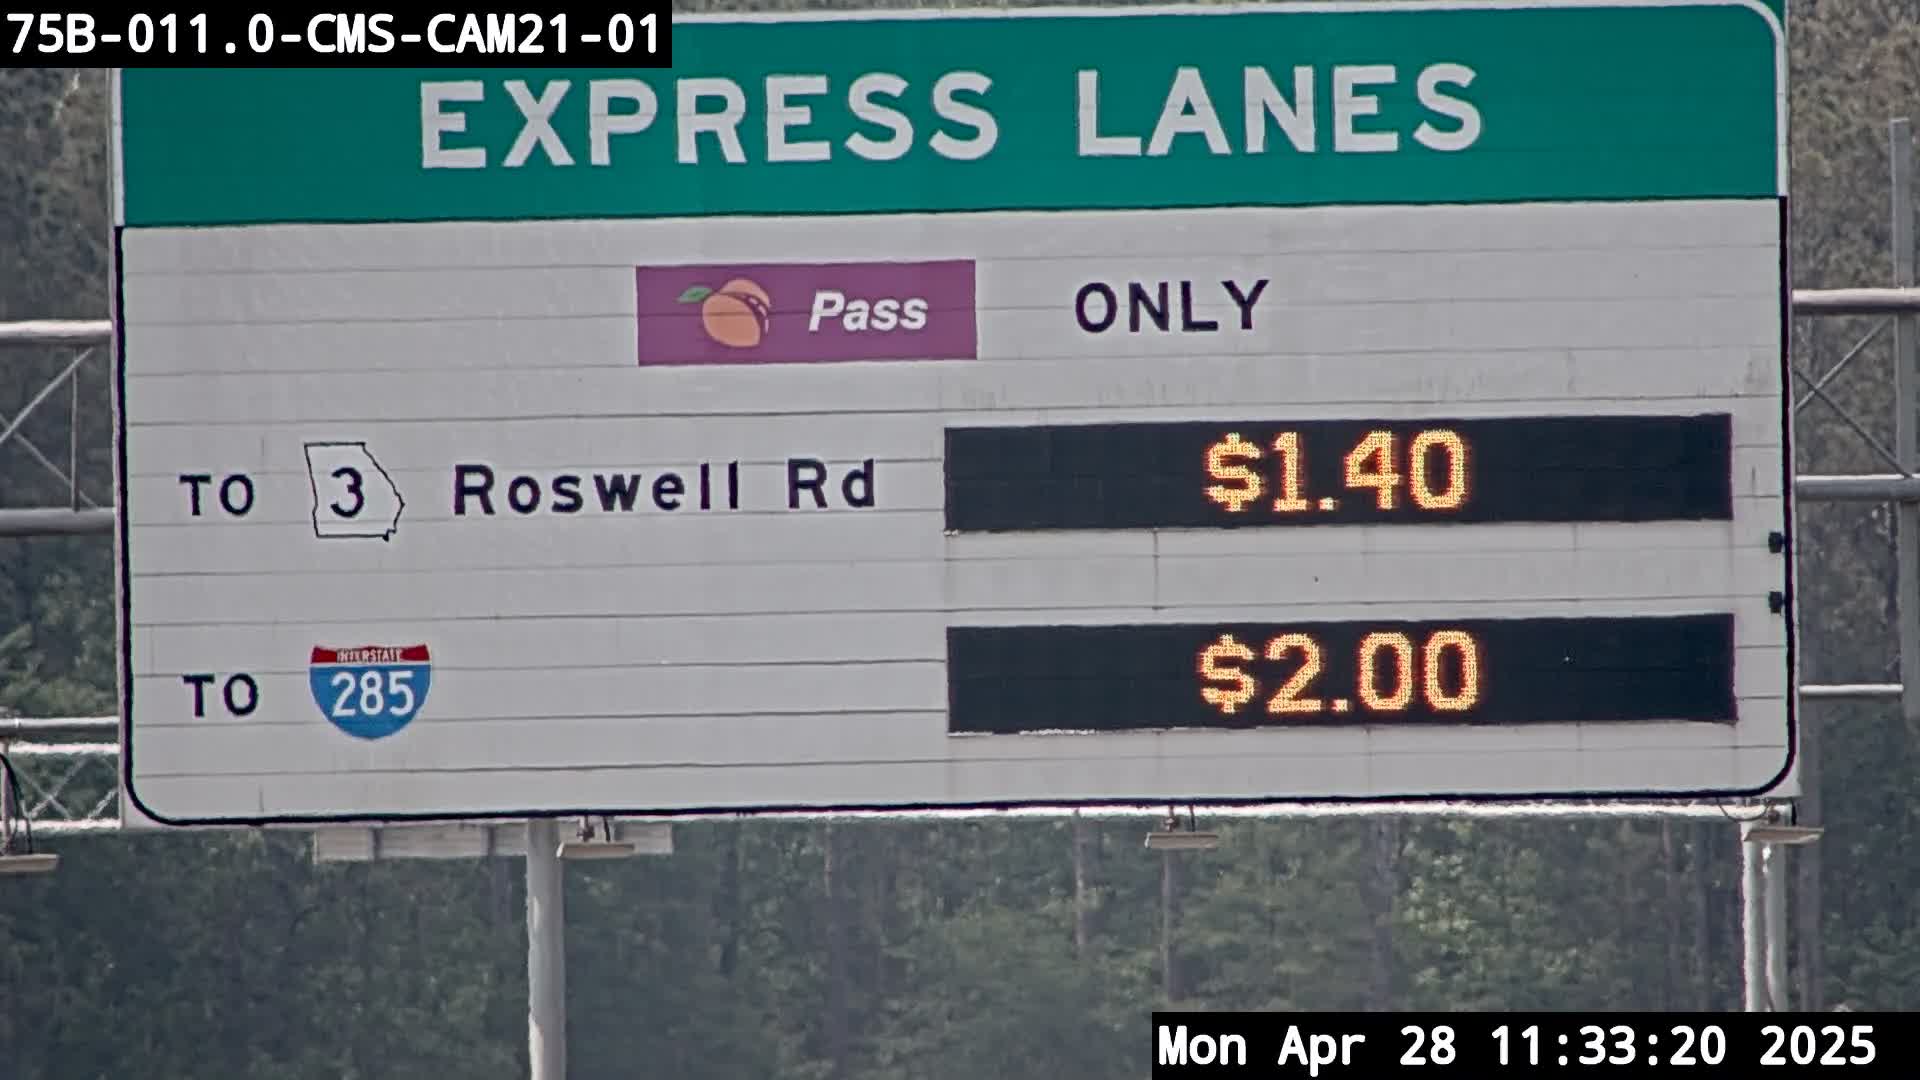 75B-011.0-CMS-CAM21-01
EXPRESS LANES
Pass ONLY
TO 3 Roswell Rd $1.40
INTERSTATE
TO 285 $2.00
Mon Apr 28 11:33:20 2025